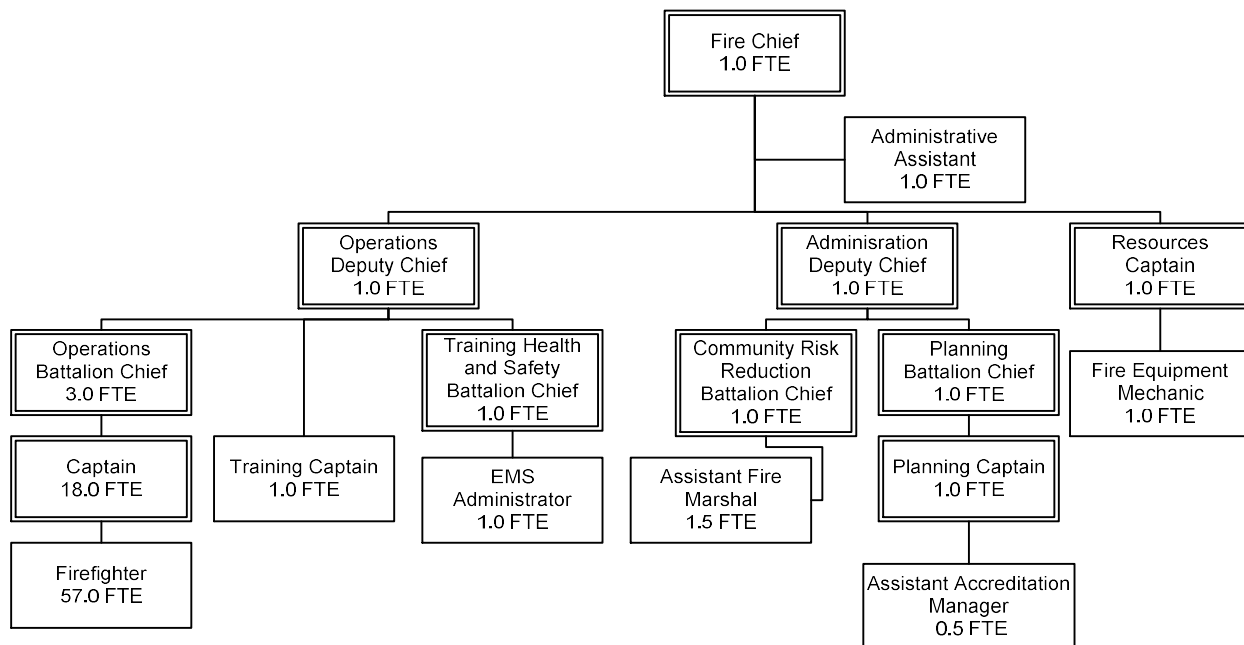 Fire Chief
1.0 FTE
Administrative
Assistant
1.0 FTE
Operations
Deputy Chief
1.0 FTE
Adminisration
Deputy Chief
1.0 FTE
Resources
Captain
1.0 FTE
Operations
Battalion Chief
3.0 FTE
Training Health
and Safety
Battalion Chief
1.0 FTE
Community Risk
Reduction
Battalion Chief
1.0 FTE
Planning
Battalion Chief
1.0 FTE
Fire Equipment
Mechanic
1.0 FTE
Captain
18.0 FTE
Training Captain
1.0 FTE
EMS
Administrator
1.0 FTE
Assistant Fire
Marshal
1.5 FTE
Planning Captain
1.0 FTE
Firefighter
57.0 FTE
Assistant Accreditation
Manager
0.5 FTE